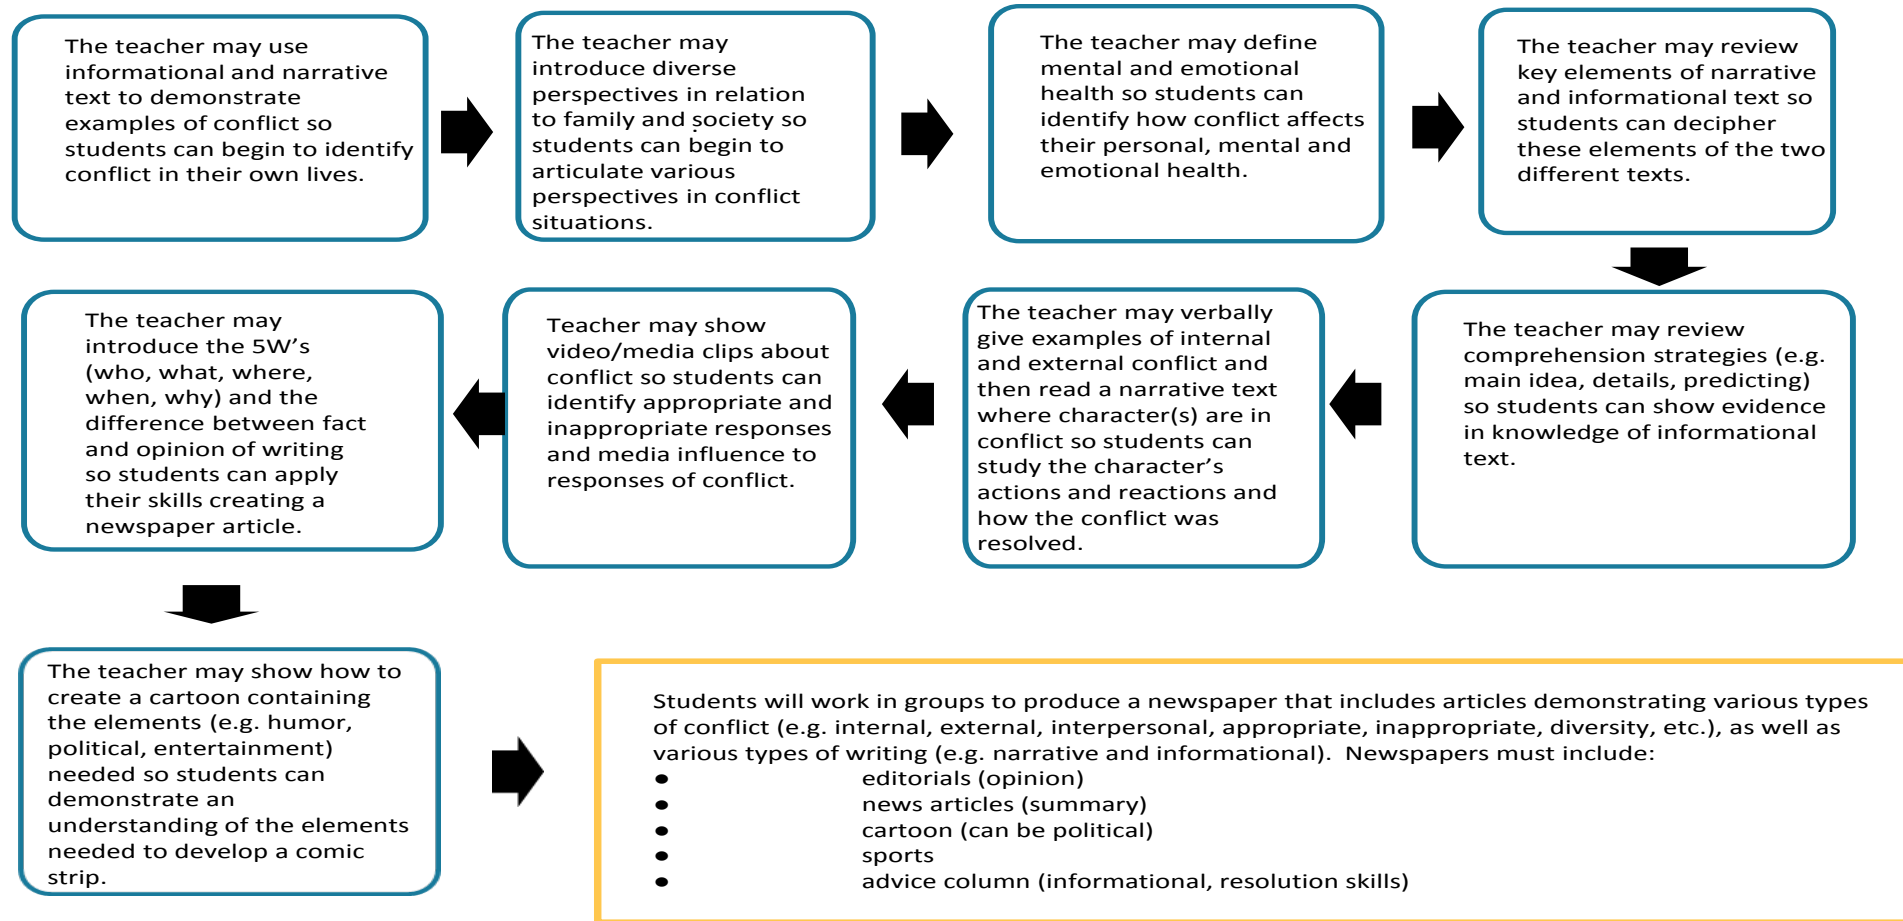 The teacher may use
informational and narrative
text to demonstrate
examples of conflict so
students can begin to identify
conflict in their own lives.
The teacher may
introduce diverse
perspectives in relation
to family and society so
students can begin to
articulate various
perspectives in conflict
situations.
The teacher may define
mental and emotional
health so students can
identify how conflict affects
their personal, mental and
emotional health.
The teacher may review
key elements of narrative
and informational text so
students can decipher
these elements of the two
different texts.
The teacher may review
comprehension strategies (e.g.
main idea, details, predicting)
so students can show evidence
in knowledge of informational
text.
The teacher may verbally
give examples of internal
and external conflict and
then read a narrative text
where character(s) are in
conflict so students can
study the character’s
actions and reactions and
how the conflict was
resolved.
Teacher may show
video/media clips about
conflict so students can
identify appropriate and
inappropriate responses
and media influence to
responses of conflict.
The teacher may
introduce the 5W’s
(who, what, where,
when, why) and the
difference between fact
and opinion of writing
so students can apply
their skills creating a
newspaper article.
The teacher may show how to
create a cartoon containing
the elements (e.g. humor,
political, entertainment)
needed so students can
demonstrate an
understanding of the elements
needed to develop a comic
strip.
Students will work in groups to produce a newspaper that includes articles demonstrating various types
of conflict (e.g. internal, external, interpersonal, appropriate, inappropriate, diversity, etc.), as well as
various types of writing (e.g. narrative and informational). Newspapers must include:
● editorials (opinion)
● news articles (summary)
● cartoon (can be political)
● sports
● advice column (informational, resolution skills)